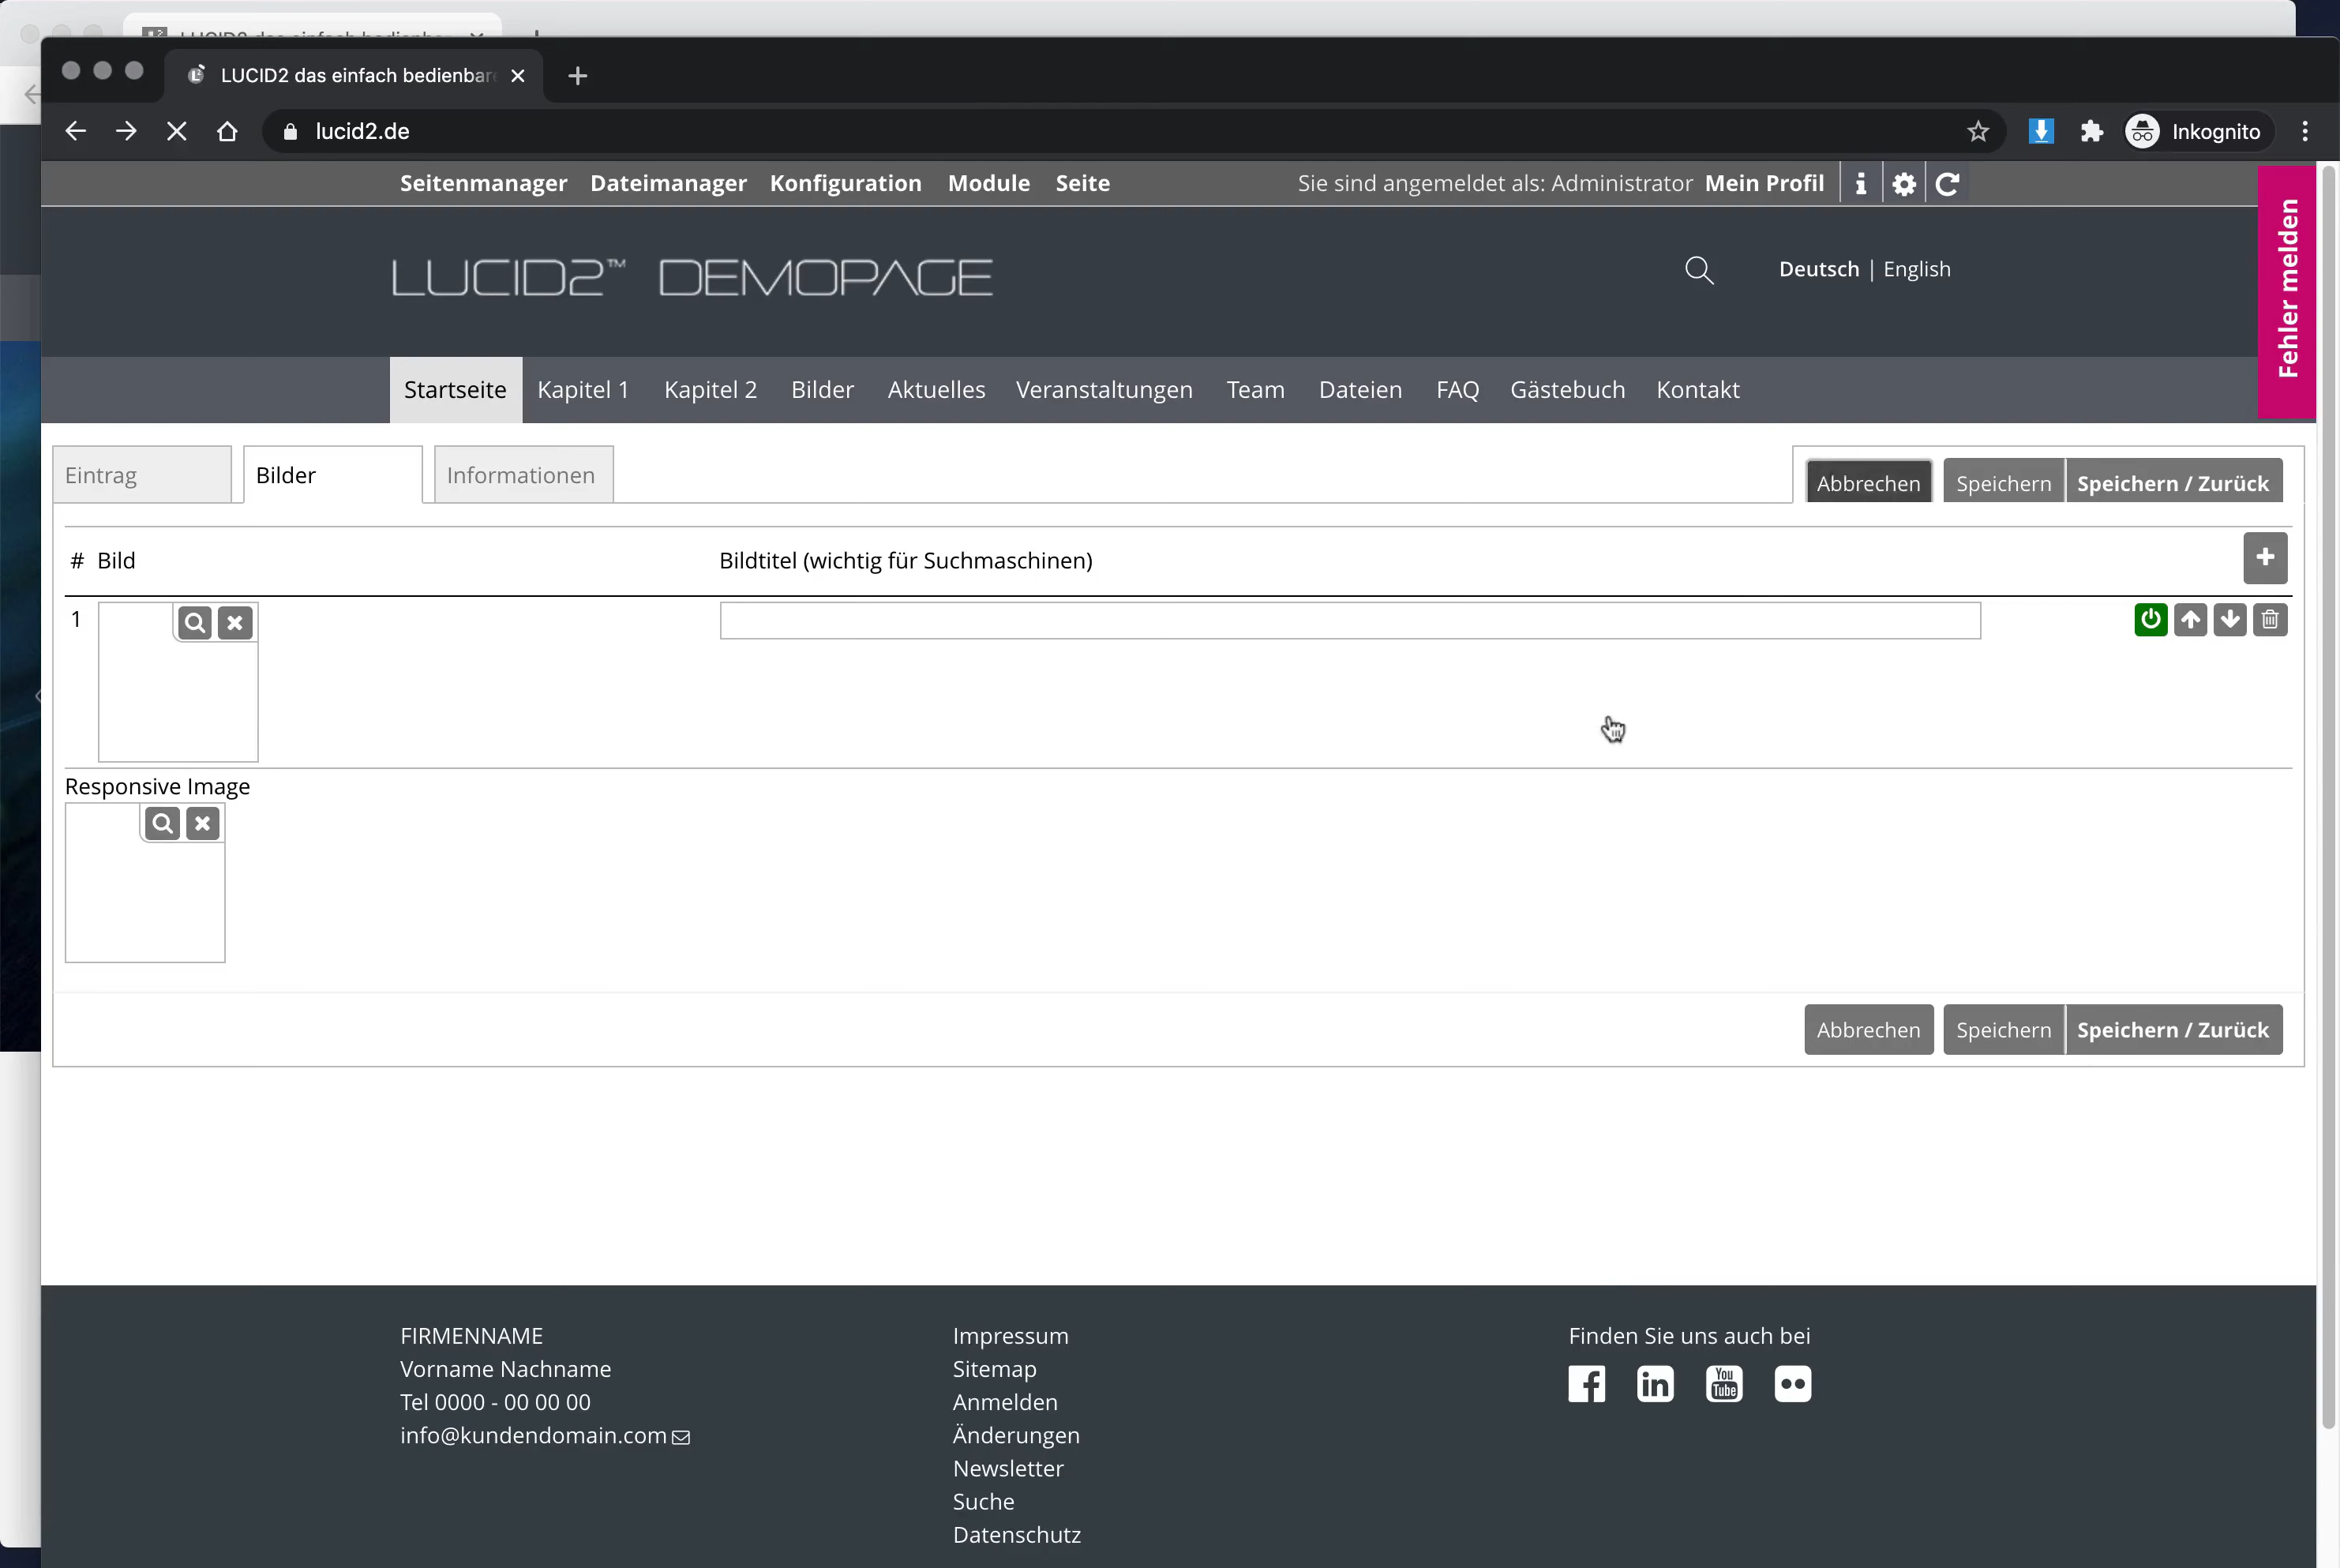 LUCID2 das einfach bedienbar
lucid2.de
Inkognito
Seitenmanager Dateimanager Konfiguration Module Seite Sie sind angemeldet als: Administrator Mein Profil
Fehler melden
LUCID2™ DEMOPAGE
Deutsch | English
Startseite Kapitel 1 Kapitel 2 Bilder Aktuelles Veranstaltungen Team Dateien FAQ Gästebuch Kontakt
Eintrag Bilder Informationen Abbrechen Speichern Speichern / Zurück
# Bild Bildtitel (wichtig für Suchmaschinen)
1
Responsive Image
Abbrechen Speichern Speichern / Zurück
FIRMENNAME
Vorname Nachname
Tel 0000 - 00 00 00
info@kundendomain.com
Impressum
Sitemap
Anmelden
Änderungen
Newsletter
Suche
Datenschutz
Finden Sie uns auch bei
You Tube